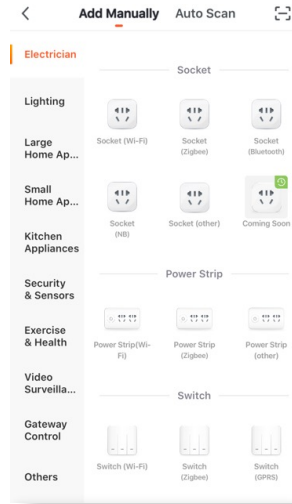 Add Manually Auto Scan
Electrician
Lighting
Large
Home Ap...
Small
Home Ap...
Kitchen
Appliances
Security
& Sensors
Exercise
& Health
Video
Surveilla...
Gateway
Control
Others
Socket
Socket (Wi-Fi)
Socket
(Zigbee)
Socket
(Bluetooth)
Socket
(NB)
Socket (other)
Coming Soon
Power Strip
Power Strip(Wi-
Fi)
Power Strip
(Zigbee)
Power Strip
(other)
Switch
Switch (Wi-Fi)
Switch
(Zigbee)
Switch
(GPRS)